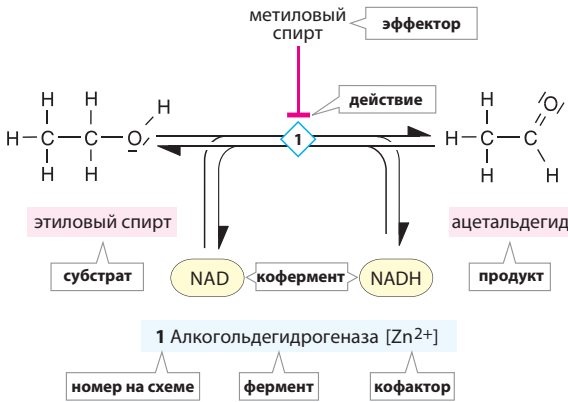 метиловый
спирт
эффектор
действие
H
H H
H C C O
H H
1
O
H
H C C
H H
этиловый спирт
ацетальдегид
субстрат
NAD
кофермент
NADH
продукт
1 Алкогольдегидрогеназа [Zn2+]
номер на схеме
фермент
кофактор